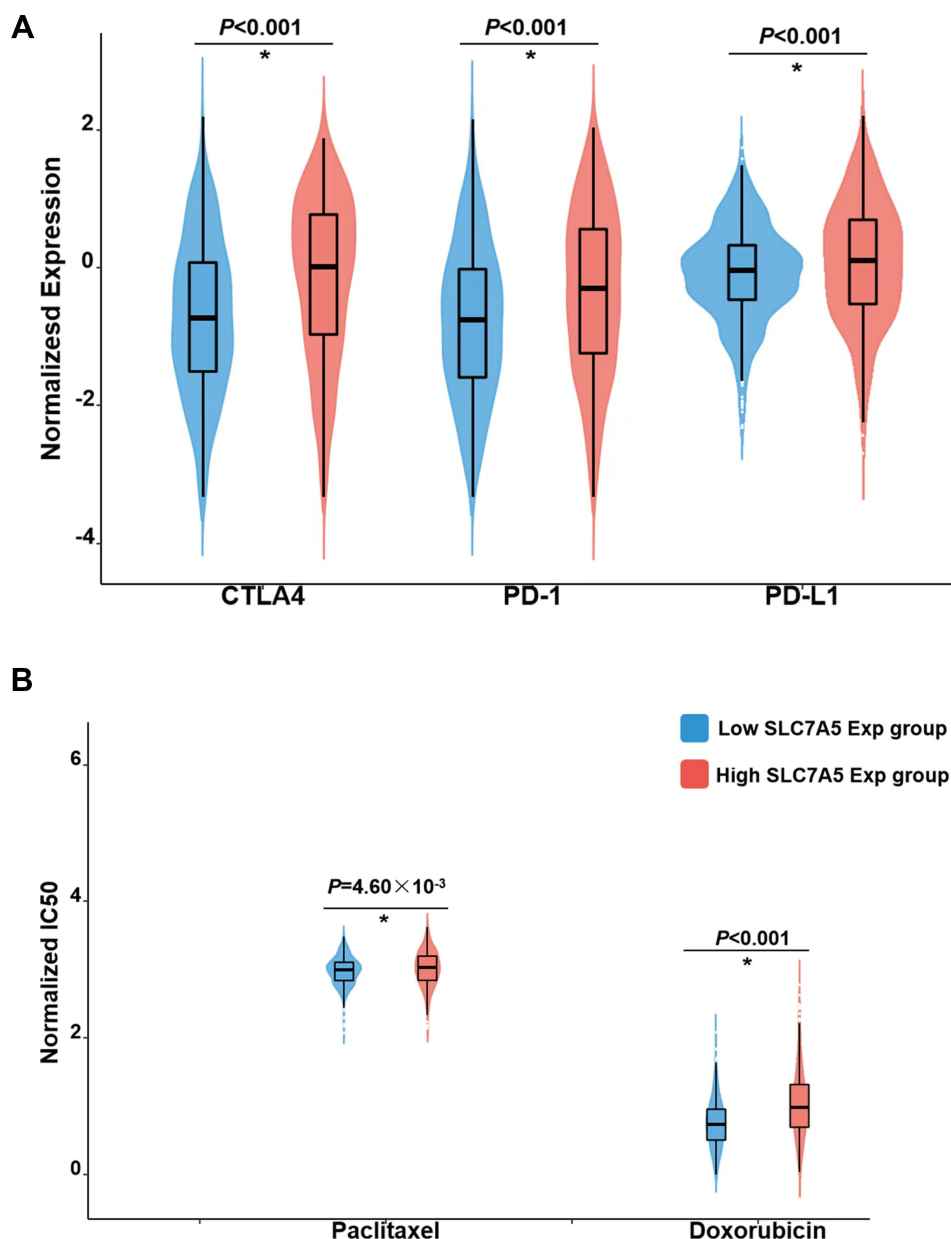 A
P<0.001
P<0.001
P<0.001
*
*
*
Normalizesd Expression
2
0
-2
-4
CTLA4
PD-1
PD-L1
B
Low SLC7A5 Exp group
High SLC7A5 Exp group
Normalized IC50
6
4
2
0
P=4.60×10-3
*
P<0.001
*
Paclitaxel
Doxorubicin